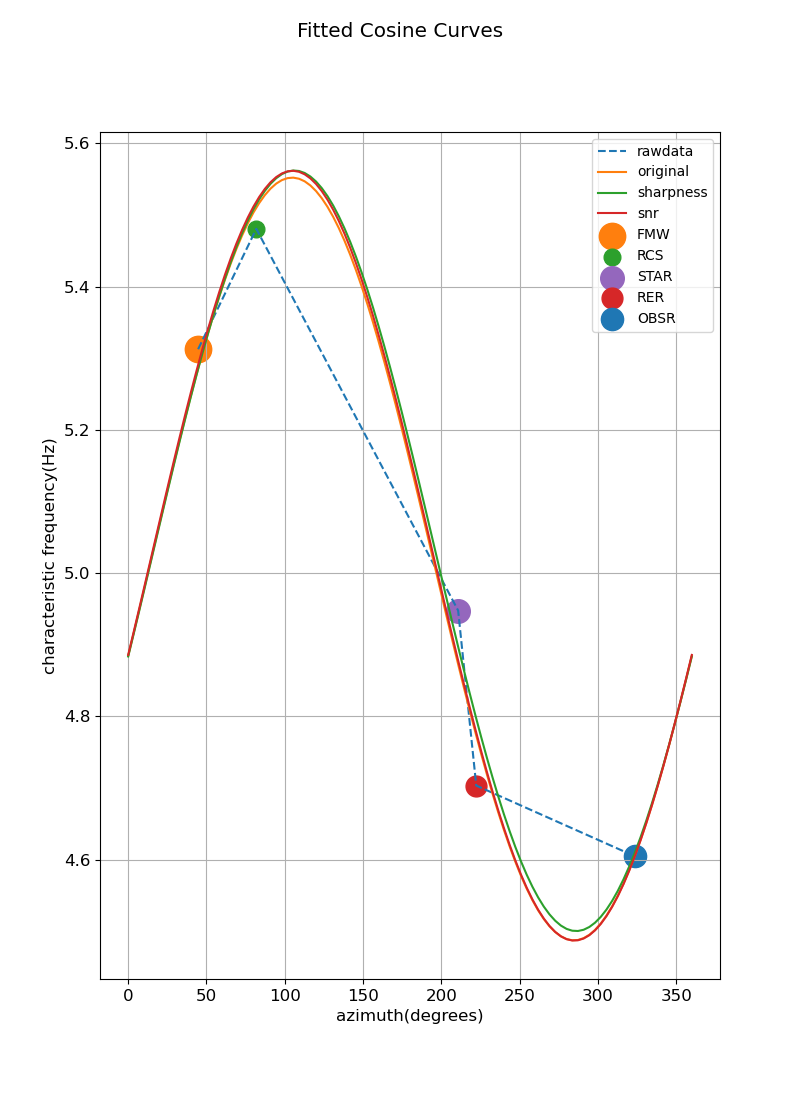 Fitted Cosine Curves
5.6
5.4
5.2
5.0
4.8
4.6
characteristic frequency(Hz)
rawdata
original
sharpness
snr
FMW
RCS
STAR
RER
OBSR
0 50 100 150 200 250 300 350
azimuth(degrees)